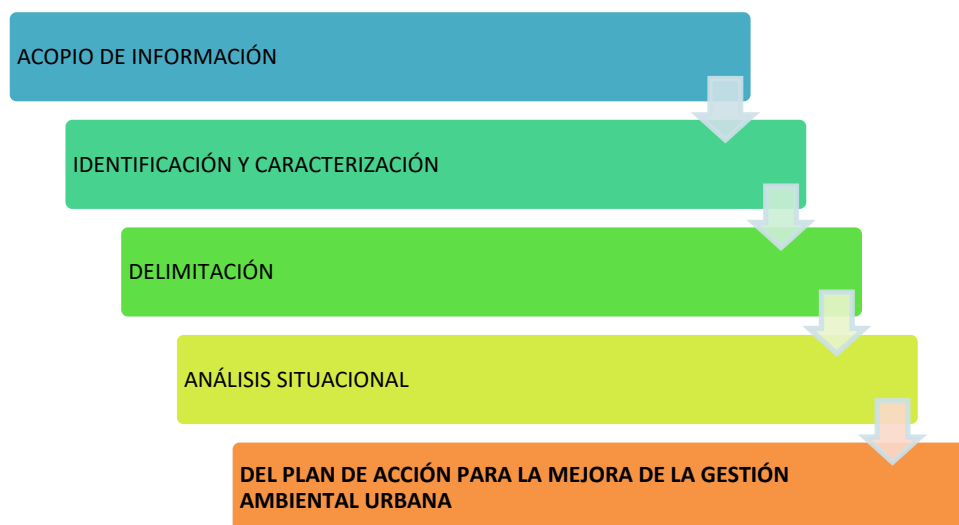 ACOPIO DE INFORMACIÓN
IDENTIFICACIÓN Y CARACTERIZACIÓN
DELIMITACIÓN
ANÁLISIS SITUACIONAL
DEL PLAN DE ACCIÓN PARA LA MEJORA DE LA GESTIÓN
AMBIENTAL URBANA